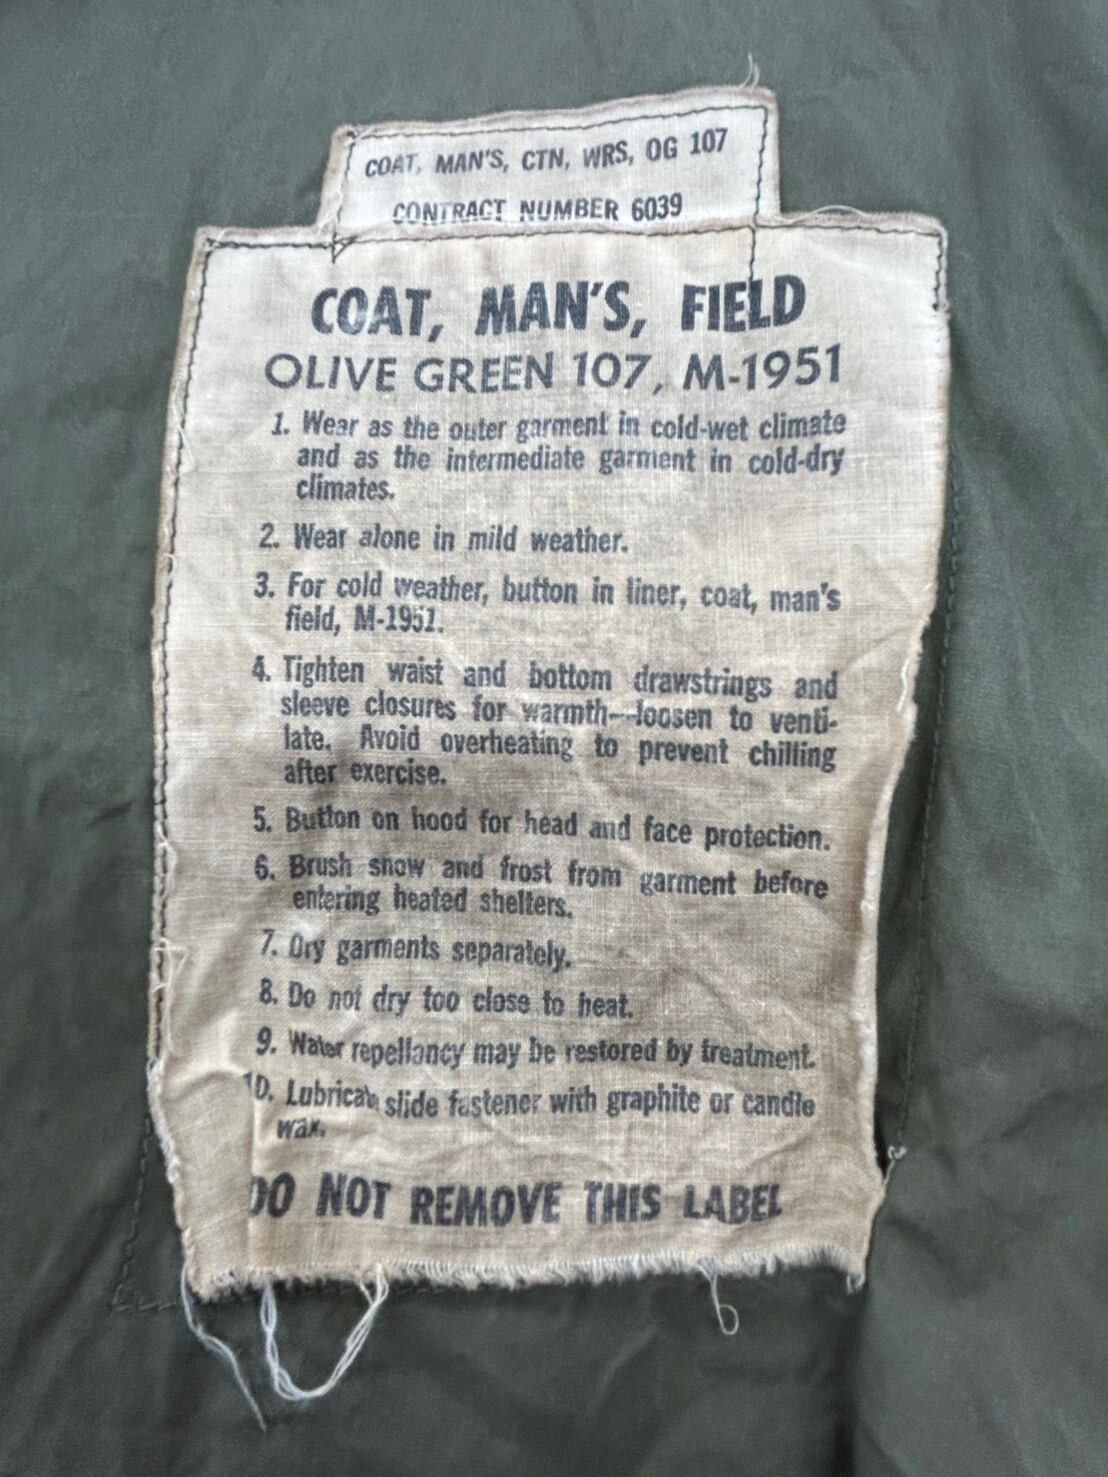 COAT, MAN'S, CTN, WRS, OG 107
CONTRACT NUMBER 6039
COAT, MAN'S, FIELD
OLIVE GREEN 107, M-1951
1. Wear as the outer garment in cold-wet climate
and as the intermediate garment in cold-dry
climates.
2. Wear alone in mild weather.
3. For cold weather, button in liner, coat, man's
field, M-1951.
4. Tighten waist and bottom drawstrings and
sleeve closures for warmth—loosen to venti-
late. Avoid overheating to prevent chilling
after exercise.
5. Button on hood for head and face protection.
6. Brush snow and frost from garment before
entering heated shelters.
7. Dry garments separately.
8. Do not dry too close to heat.
9. Water repellancy may be restored by treatment.
10. Lubricate slide fastener with graphite or candle
wax.
DO NOT REMOVE THIS LABEL